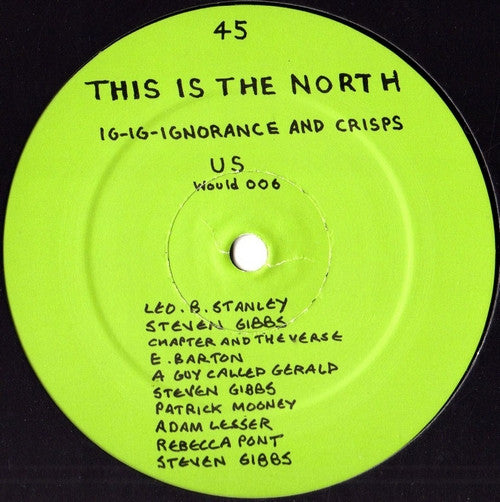 45
THIS IS THE NORTH
IG-IG-IGNORANCE AND CRISPS
US
Would 006
LEO.B.STANLEY
STEVEN GIBBS
CHAPTER AND THE VERSE
E.BARTON
A GUY CALLED GERALD
STEVEN GIBBS
PATRICK MOONEY
ADAM LESSER
REBECCA PONT
STEVEN GIBBS